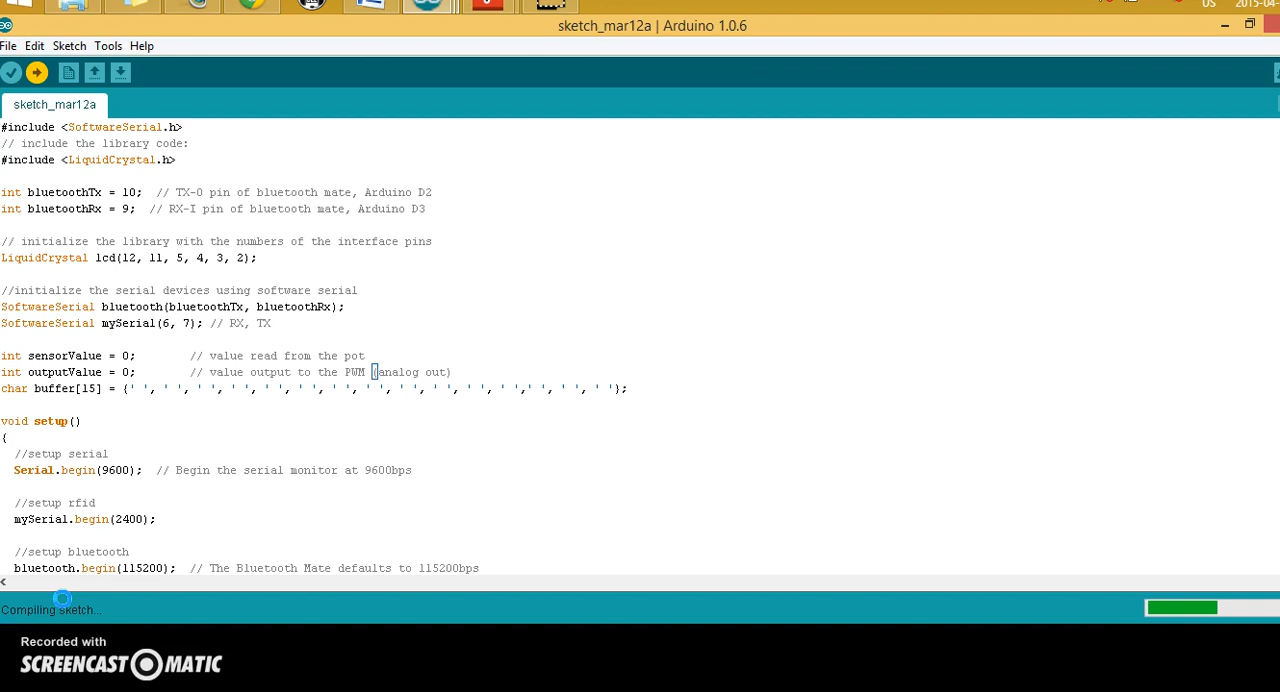 US 2015-04-
sketch_mar12a | Arduino 1.0.6
File Edit Sketch Tools Help
sketch_mar12a
#include <SoftwareSerial.h>
// include the library code:
#include <LiquidCrystal.h>
int bluetoothTx = 10;  // TX-O pin of bluetooth mate, Arduino D2
int bluetoothRx = 9;  // RX-I pin of bluetooth mate, Arduino D3
// initialize the library with the numbers of the interface pins
LiquidCrystal lcd(12, 11, 5, 4, 3, 2);
//initialize the serial devices using software serial
SoftwareSerial bluetooth(bluetoothTx, bluetoothRx);
SoftwareSerial mySerial(6, 7); // RX, TX
int sensorValue = 0;        // value read from the pot
int outputValue = 0;        // value output to the PWM (analog out)
char buffer[15] = {' ', ' ', ' ', ' ', ' ', ' ', ' ', ' ', ' ', ' ', ' ', ' ',' ', ' ', ' '};
void setup()
{
//setup serial
Serial.begin(9600);  // Begin the serial monitor at 9600bps
//setup rfid
mySerial.begin(2400);
//setup bluetooth
bluetooth.begin(115200);  // The Bluetooth Mate defaults to 115200bps
Compiling sketch...
Recorded with
SCREENCAST MATIC